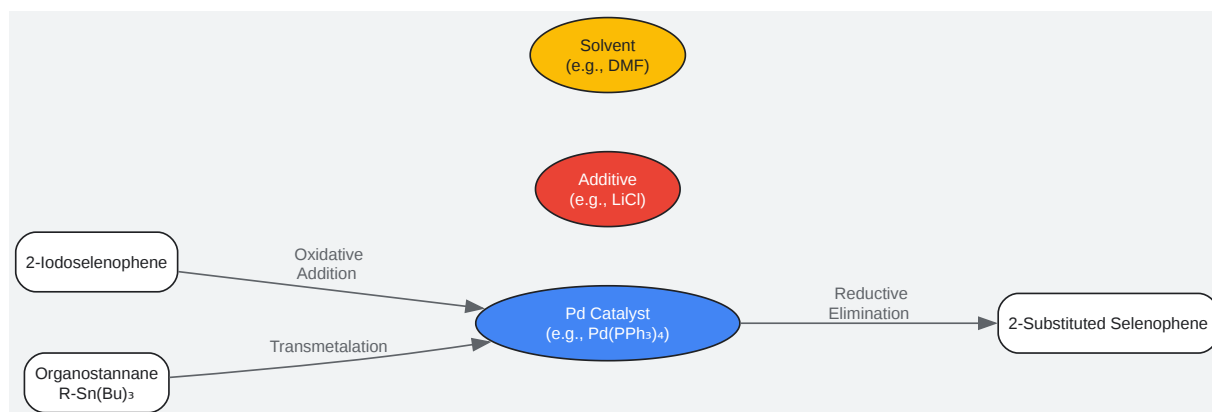 Solvent
(e.g., DMF)
Additive
(e.g., LiCl)
2-Iodoselenophene
Oxidative
Addition
Pd Catalyst
(e.g., Pd(PPh₃)₄)
Reductive
Elimination
2-Substituted Selenophene
Transmetalation
Organostannane
R-Sn(Bu)₃